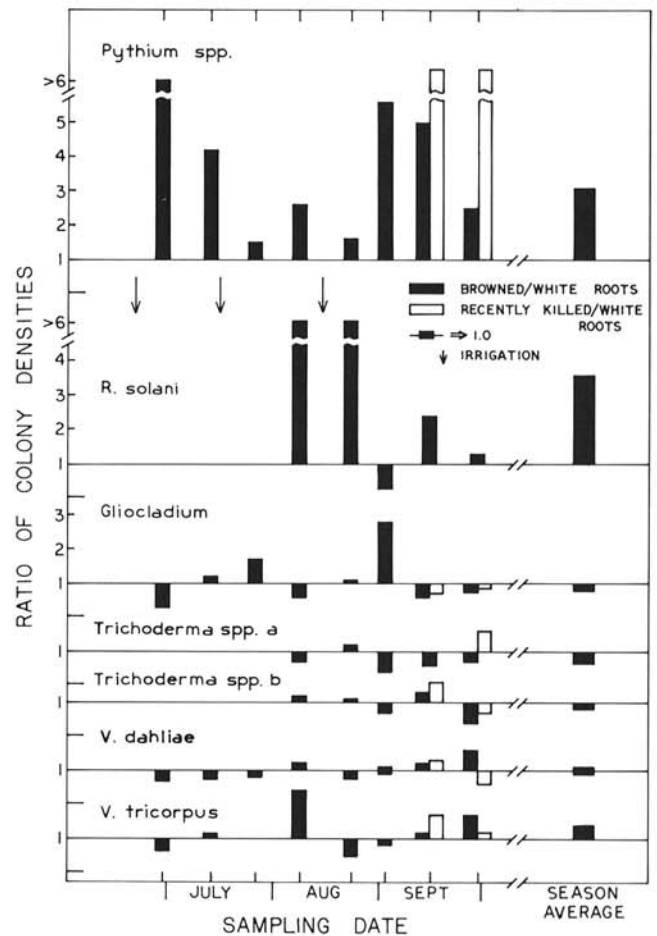 Pythium spp.
>6
5
4
3
2
1
BROWNED/WHITE ROOTS
RECENTLY KILLED/WHITE
ROOTS
⇒ 1.0
↓ IRRIGATION
>6
4
3
2
1
R. solani
Gliocladium
3
2
1
Trichoderma spp. a
1
Trichoderma spp. b
1
V. dahliae
1
V. tricorpus
1
RATIO OF COLONY DENSITIES
JULY AUG SEPT SEASON
AVERAGE
SAMPLING DATE